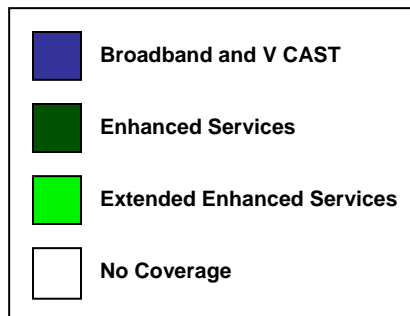 Broadband and V CAST
Enhanced Services
Extended Enhanced Services
No Coverage